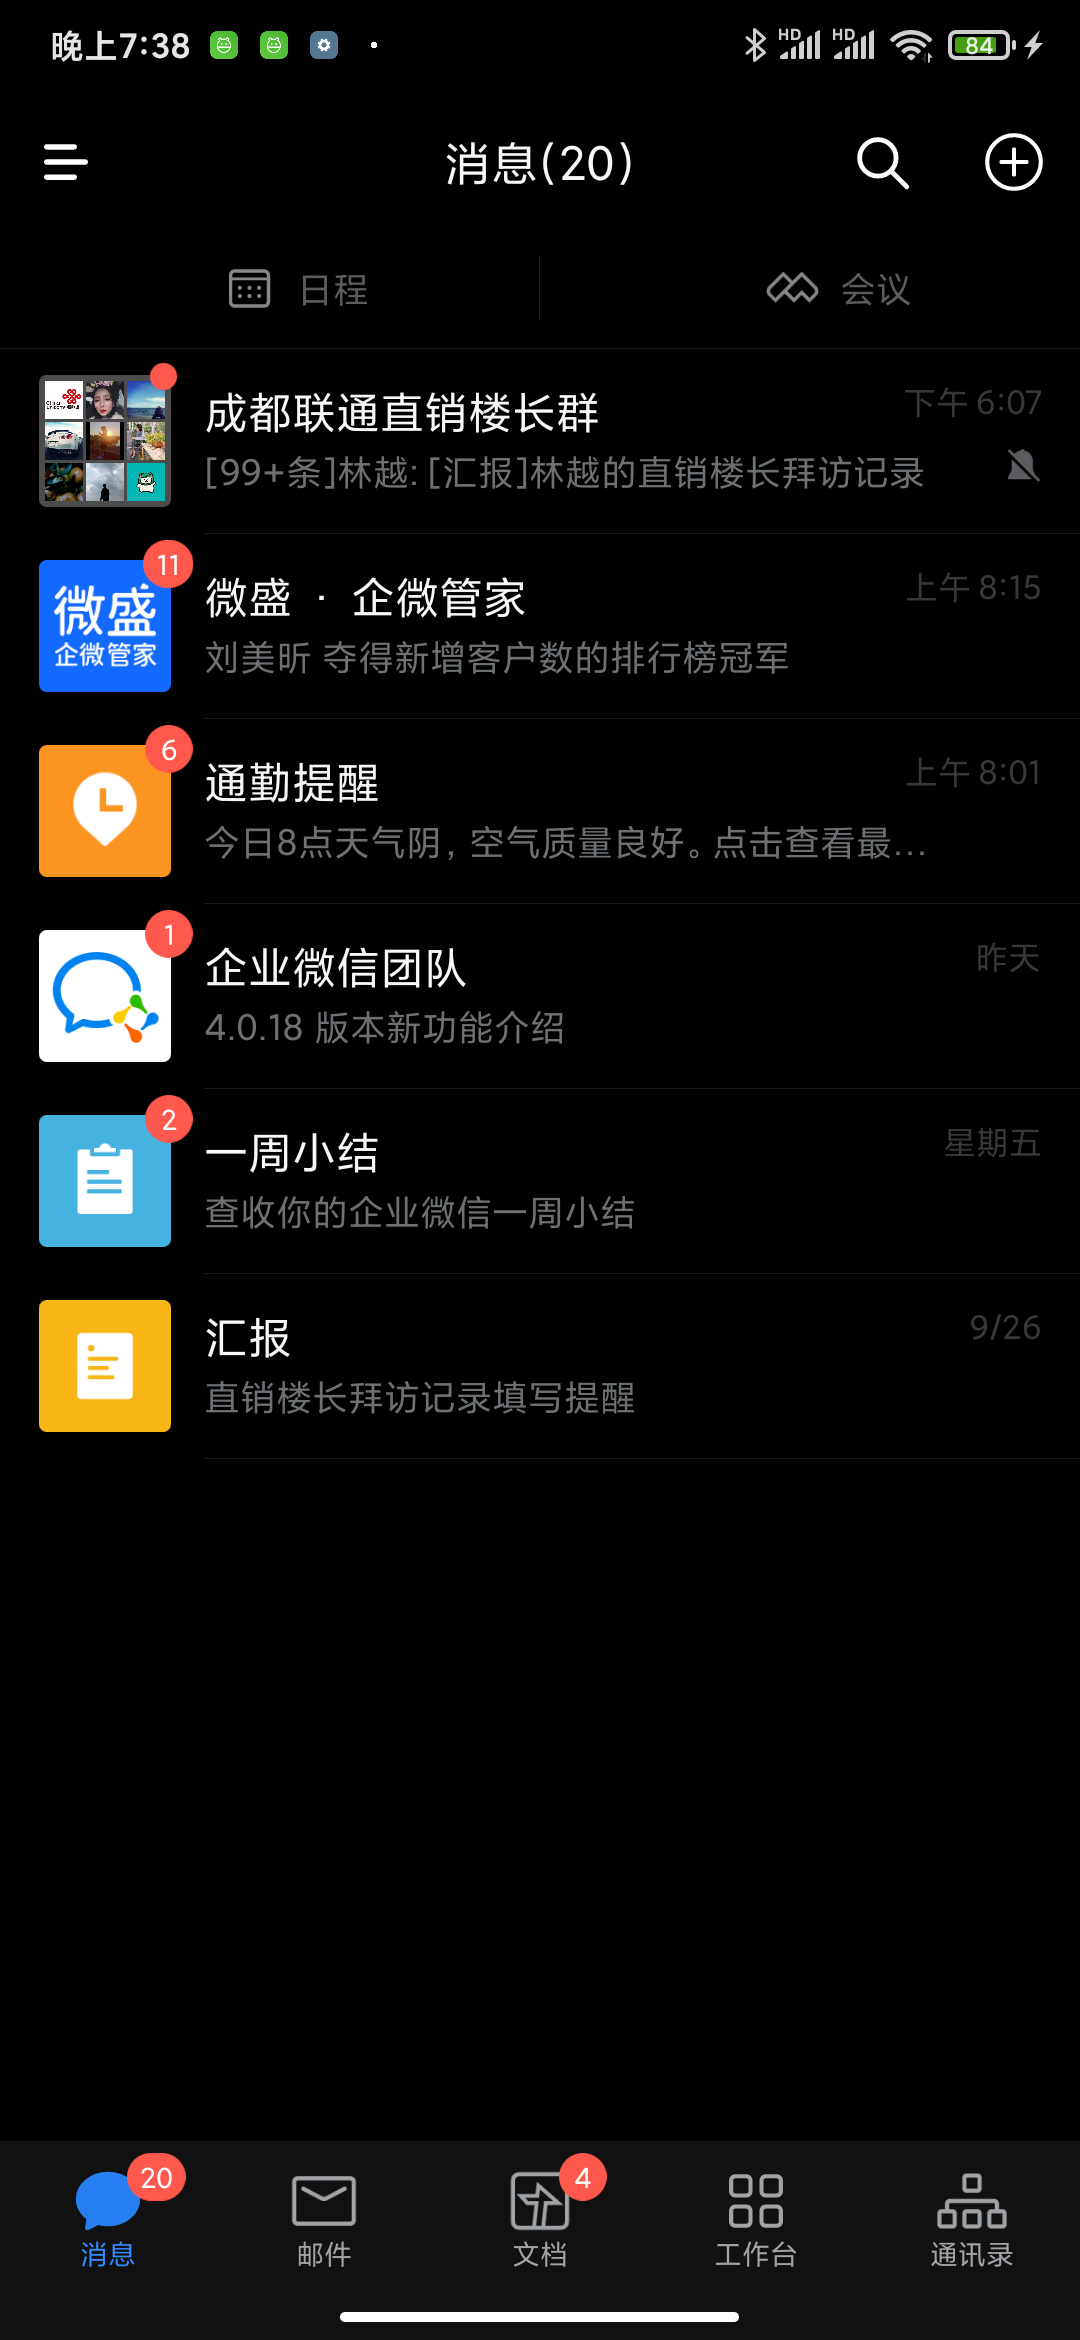 晚上7:38
HD HD 84
消息(20)
日程 会议
成都联通直销楼长群 下午 6:07
[99+条]林越: [汇报]林越的直销楼长拜访记录
11
微盛
企微管家
微盛 · 企微管家 上午 8:15
刘美昕 夺得新增客户数的排行榜冠军
6
通勤提醒 上午 8:01
今日8点天气阴，空气质量良好。点击查看最...
1
企业微信团队 昨天
4.0.18 版本新功能介绍
2
一周小结 星期五
查收你的企业微信一周小结
汇报 9/26
直销楼长拜访记录填写提醒
20 4
消息 邮件 文档 工作台 通讯录